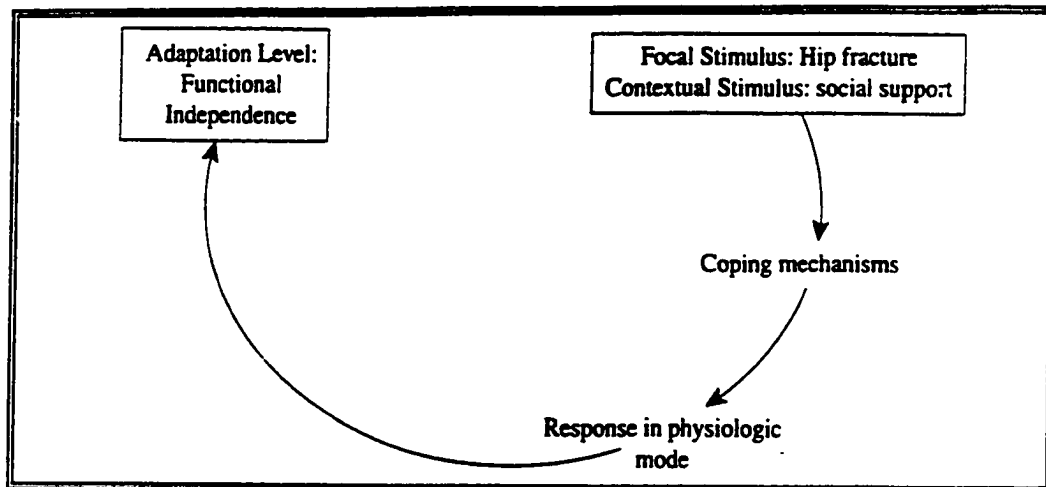 Adaptation Level:
Functional
Independence
Focal Stimulus: Hip fracture
Contextual Stimulus: social support
Coping mechanisms
Response in physiologic
mode